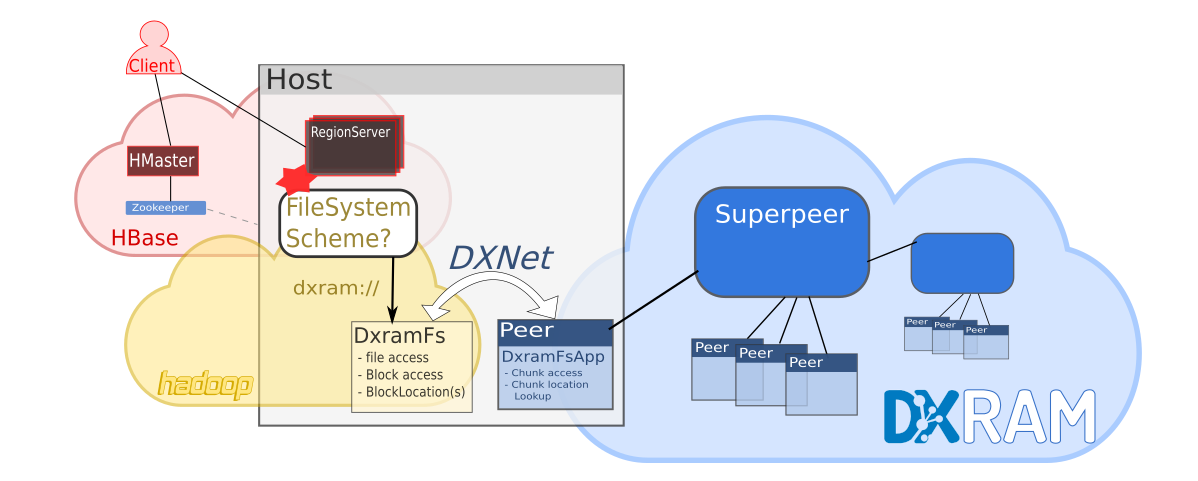 Client
Host
RegionServer
HMaster
Zookeeper
HBase
FileSystem
Scheme?
dxram://
DXNet
DxramFs
- file access
- Block access
- BlockLocation(s)
Peer
DxramFsApp
- Chunk access
- Chunk location
Lookup
hadoop
Superpeer
Peer
Peer
Peer
Peer
Peer
Peer
DXRAM